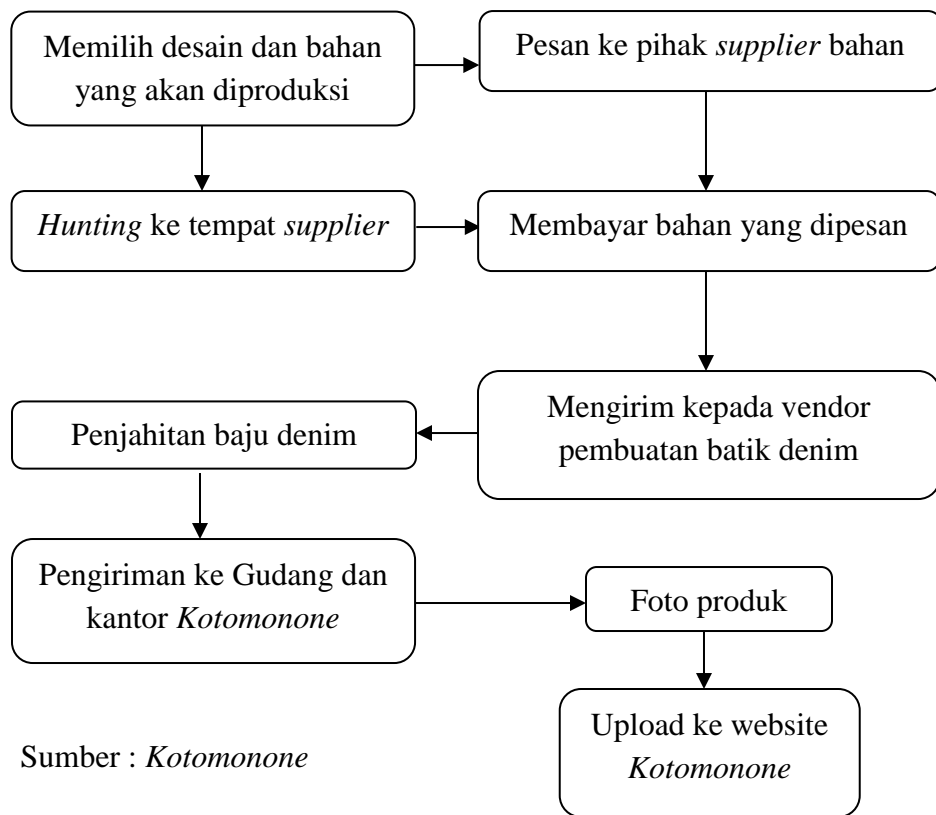 Memilih desain dan bahan
yang akan diproduksi
Pesan ke pihak supplier bahan
Hunting ke tempat supplier
Membayar bahan yang dipesan
Mengirim kepada vendor
pembuatan batik denim
Penjahitan baju denim
Pengiriman ke Gudang dan
kantor Kotomonone
Foto produk
Upload ke website
Kotomonone
Sumber : Kotomonone